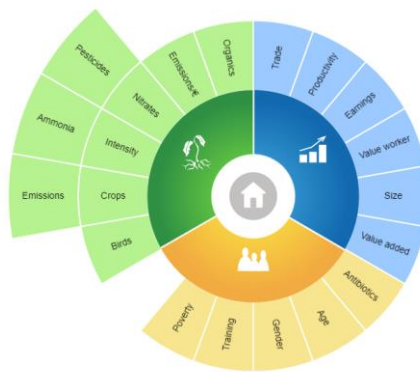 Pesticides
Ammonia
Emissions
Organics
Emissions/€
Nitrates
Intensity
Crops
Birds
Trade
Productivity
Earnings
Value worker
Size
Value added
Antibiotics
Age
Gender
Training
Poverty